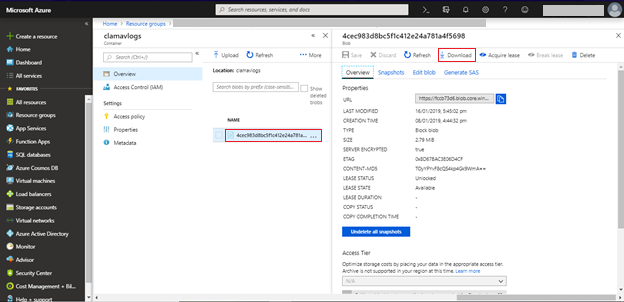 Microsoft Azure
Search resources, services, and docs
Home > Resource groups >
Create a resource
Home
Dashboard
All services
FAVORITES
All resources
Resource groups
App Services
Function Apps
SQL databases
Azure Cosmos DB
Virtual machines
Load balancers
Storage accounts
Virtual networks
Azure Active Directory
Monitor
Advisor
Security Center
Cost Management + Bil...
Help + support
clamavlogs
Container
Search (Ctrl+/)
Overview
Access Control (IAM)
Settings
Access policy
Properties
Metadata
Upload Refresh ... More
Location: clamavlogs
Search blobs by prefix (case-sensiti...
Show deleted blobs
NAME
4cec983d8bc5f1c412e24a781a... ...
4cec983d8bc5f1c412e24a781a4f5698
Blob
Save Discard Refresh Download Acquire lease Break lease Delete
Overview Snapshots Edit blob Generate SAS
Properties
URL https://fccb73d6.blob.core.win...
LAST MODIFIED 16/01/2019, 5:45:02 pm
CREATION TIME 08/01/2019, 4:44:32 pm
TYPE Block blob
SIZE 2.79 MiB
SERVER ENCRYPTED true
ETAG 0x8D67BAC3E06D4CF
CONTENT-MD5
LEASE STATUS Unlocked
LEASE STATE Available
LEASE DURATION -
COPY STATUS -
COPY COMPLETION TIME -
Undelete all snapshots
Access Tier
Optimize storage costs by placing your data in the appropriate access tier.
Archive is not supported in your region at this time. Learn more
N/A